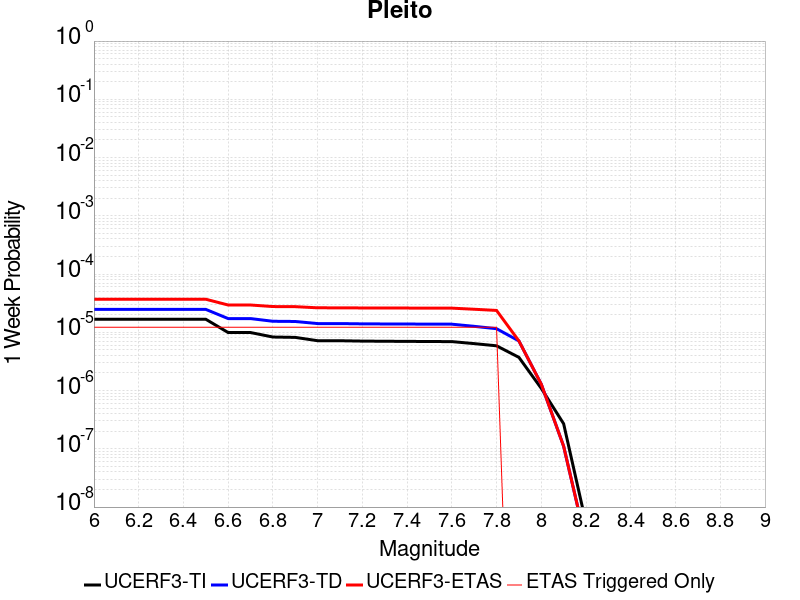 Pleito
10^0
10^-1
10^-2
10^-3
10^-4
10^-5
10^-6
10^-7
10^-8
1 Week Probability
6 6.2 6.4 6.6 6.8 7 7.2 7.4 7.6 7.8 8 8.2 8.4 8.6 8.8 9
Magnitude
UCERF3-TI UCERF3-TD UCERF3-ETAS ETAS Triggered Only